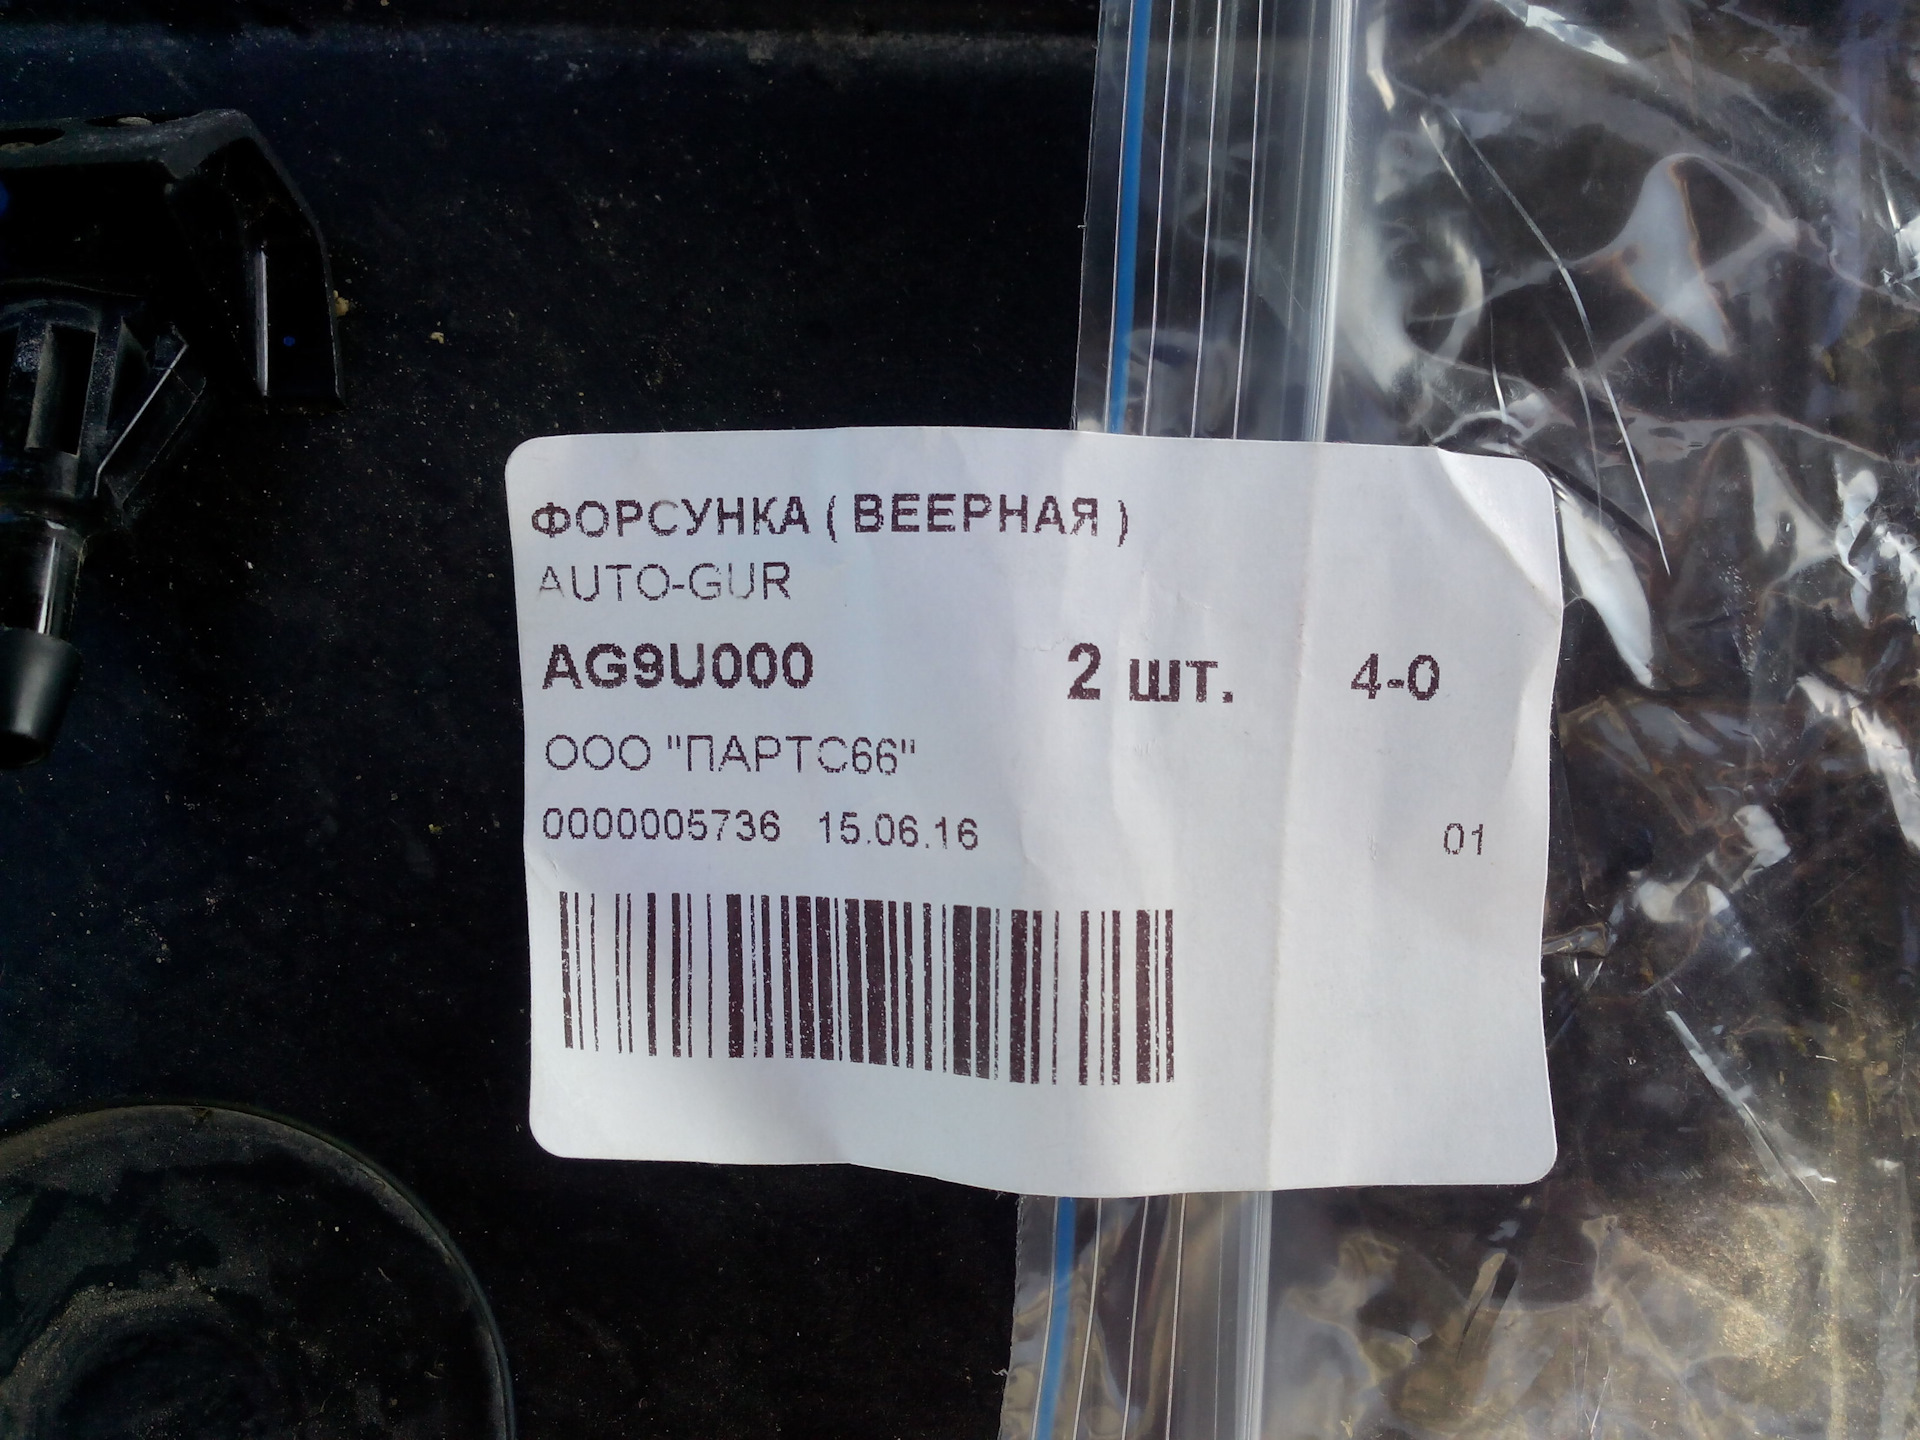 ФОРСУНКА ( ВЕЕРНАЯ )
AUTO-GUR
AG9U000 2 шт. 4-0
ООО "ПАРТС66"
0000005736 15.06.16 01